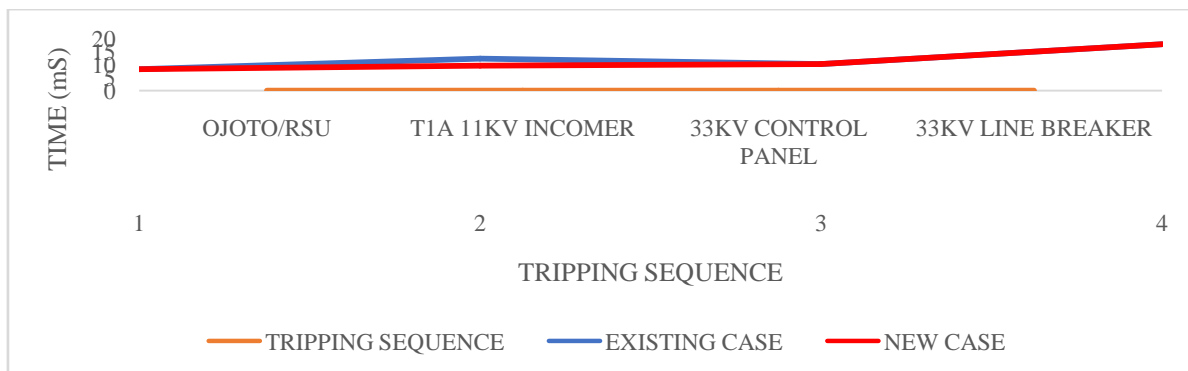 TIME (mS)
20
15
10
5
0
OJOTO/RSU
T1A 11KV INCOMER
33KV CONTROL
PANEL
33KV LINE BREAKER
1
2
3
4
TRIPPING SEQUENCE
TRIPPING SEQUENCE
EXISTING CASE
NEW CASE